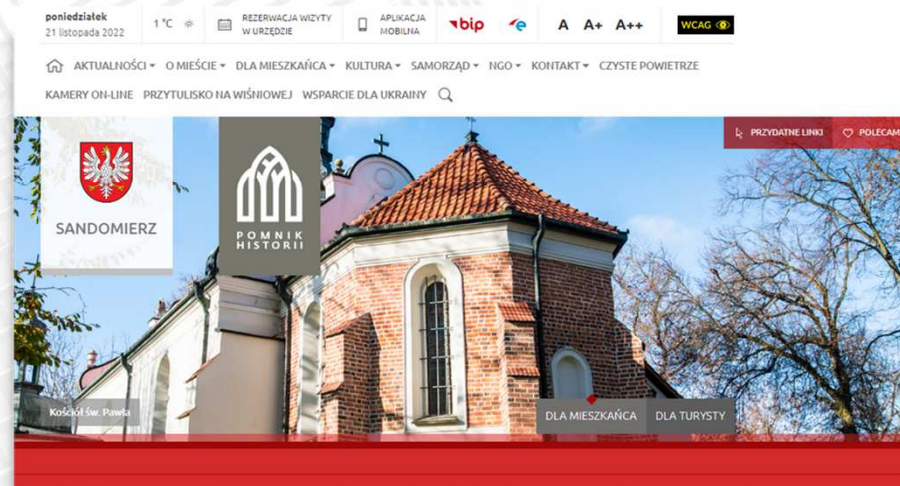 poniedziałek
21 listopada 2022
1 °C
REZERWACJA WIZYTY
W URZĘDZIE
APLIKACJA
MOBILNA
bip
A A+ A++
WCAG
AKTUALNOŚCI O MIEŚCIE DLA MIESZKAŃCA KULTURA SAMORZĄD NGO KONTAKT CZYSTE POWIETRZE
KAMERY ON-LINE PRZYTULISKO NA WIŚNIOWEJ WSPARCIE DLA UKRAINY
PRZYDATNE LINKI POLECAM
SANDOMIERZ
POMNIK
HISTORII
Kościół św. Pawła
DLA MIESZKAŃCA DLA TURYSTY